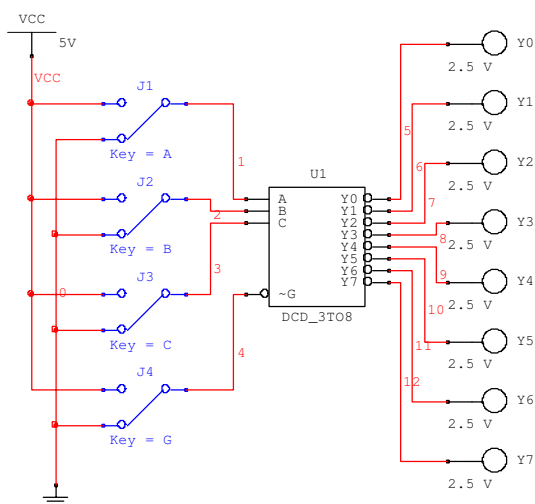 VCC
5V
VCC
J1
Key = A
J2
Key = B
J3
Key = C
J4
Key = G
0
1
2
3
4
U1
A
B
C
~G
Y0
Y1
Y2
Y3
Y4
Y5
Y6
Y7
DCD_3TO8
5
6
7
8
9
10
11
12
Y0
2.5 V
Y1
2.5 V
Y2
2.5 V
Y3
2.5 V
Y4
2.5 V
Y5
2.5 V
Y6
2.5 V
Y7
2.5 V